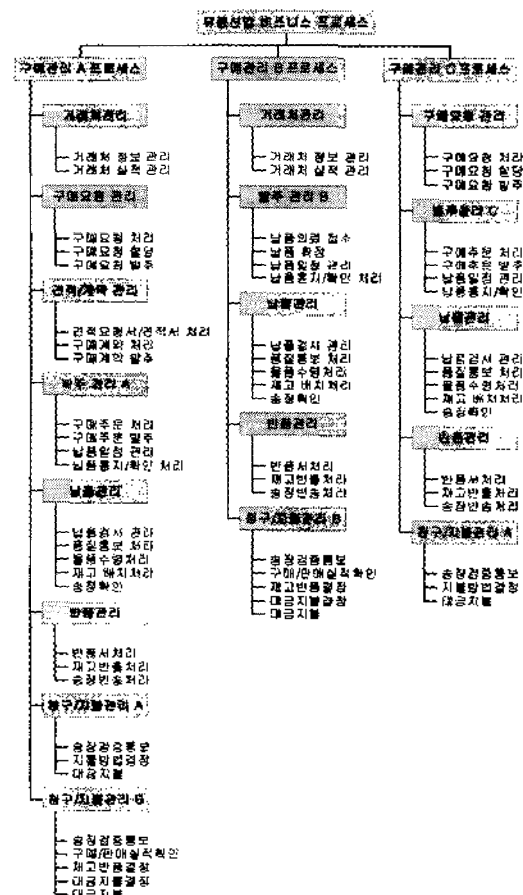 유통산업 비즈니스 프로세스
구매관리 A 프로세스
거래처관리
거래처 정보 관리
거래처 실적 관리
구매요청 관리
구매요청 처리
구매요청 할당
구매요청 발주
견적/계약 관리
견적요청서/견적서 처리
구매계약 처리
구매계약 발주
발주 관리 A
구매주문 처리
구매주문 발주
납품일정 관리
납품통지/확인 처리
납품관리
납품검서 관리
품질통보 처리
물품수령처리
재고 배치처리
송장확인
반품관리
반품서처리
재고반출처리
송장반송처리
청구/지불관리 A
송장검증통보
지불방법결정
대금지불
청구/지불관리 B
송장검증통보
구매/판매실적확인
재고반품결정
대금지불결정
대금지불
구매관리 B 프로세스
거래처관리
거래처 정보 관리
거래처 실적 관리
발주 관리 B
납품의뢰 접수
납품 확정
납품일정 관리
납품통지/확인 처리
납품관리
납품검서 관리
품질통보 처리
물품수령처리
재고 배치처리
송장확인
반품관리
반품서처리
재고반출처리
송장반송처리
청구/지불관리 B
송장검증통보
구매/판매실적확인
재고반품결정
대금지불결정
대금지불
구매관리 C 프로세스
구매요청 관리
구매요청 처리
구매요청 할당
구매요청 발주
발주관리 C
구매주문 처리
구매주문 발주
납품일정 관리
납품통지/확인
납품관리
납품검서 관리
품질통보 처리
물품수령처리
재고 배치처리
송장확인
반품관리
반품서처리
재고반출처리
송장반송처리
청구/지불관리 A
송장검증통보
지불방법결정
대금지불